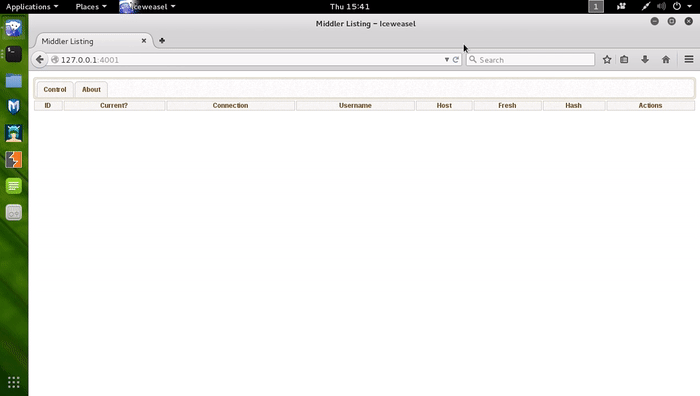 Applications Places Iceweasel Thu 15:41 1
Middler Listing - Iceweasel
Middler Listing
127.0.0.1:4001 Search
Control About
ID Current? Connection Username Host Fresh Hash Actions